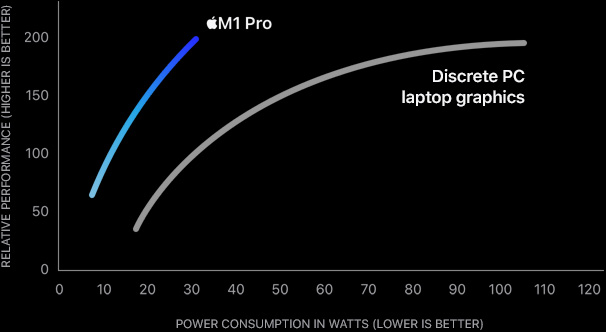 M1 Pro
200
150
100
50
0
Discrete PC
laptop graphics
0 10 20 30 40 50 60 70 80 90 100 110 120
RELATIVE PERFORMANCE (HIGHER IS BETTER)
POWER CONSUMPTION IN WATTS (LOWER IS BETTER)